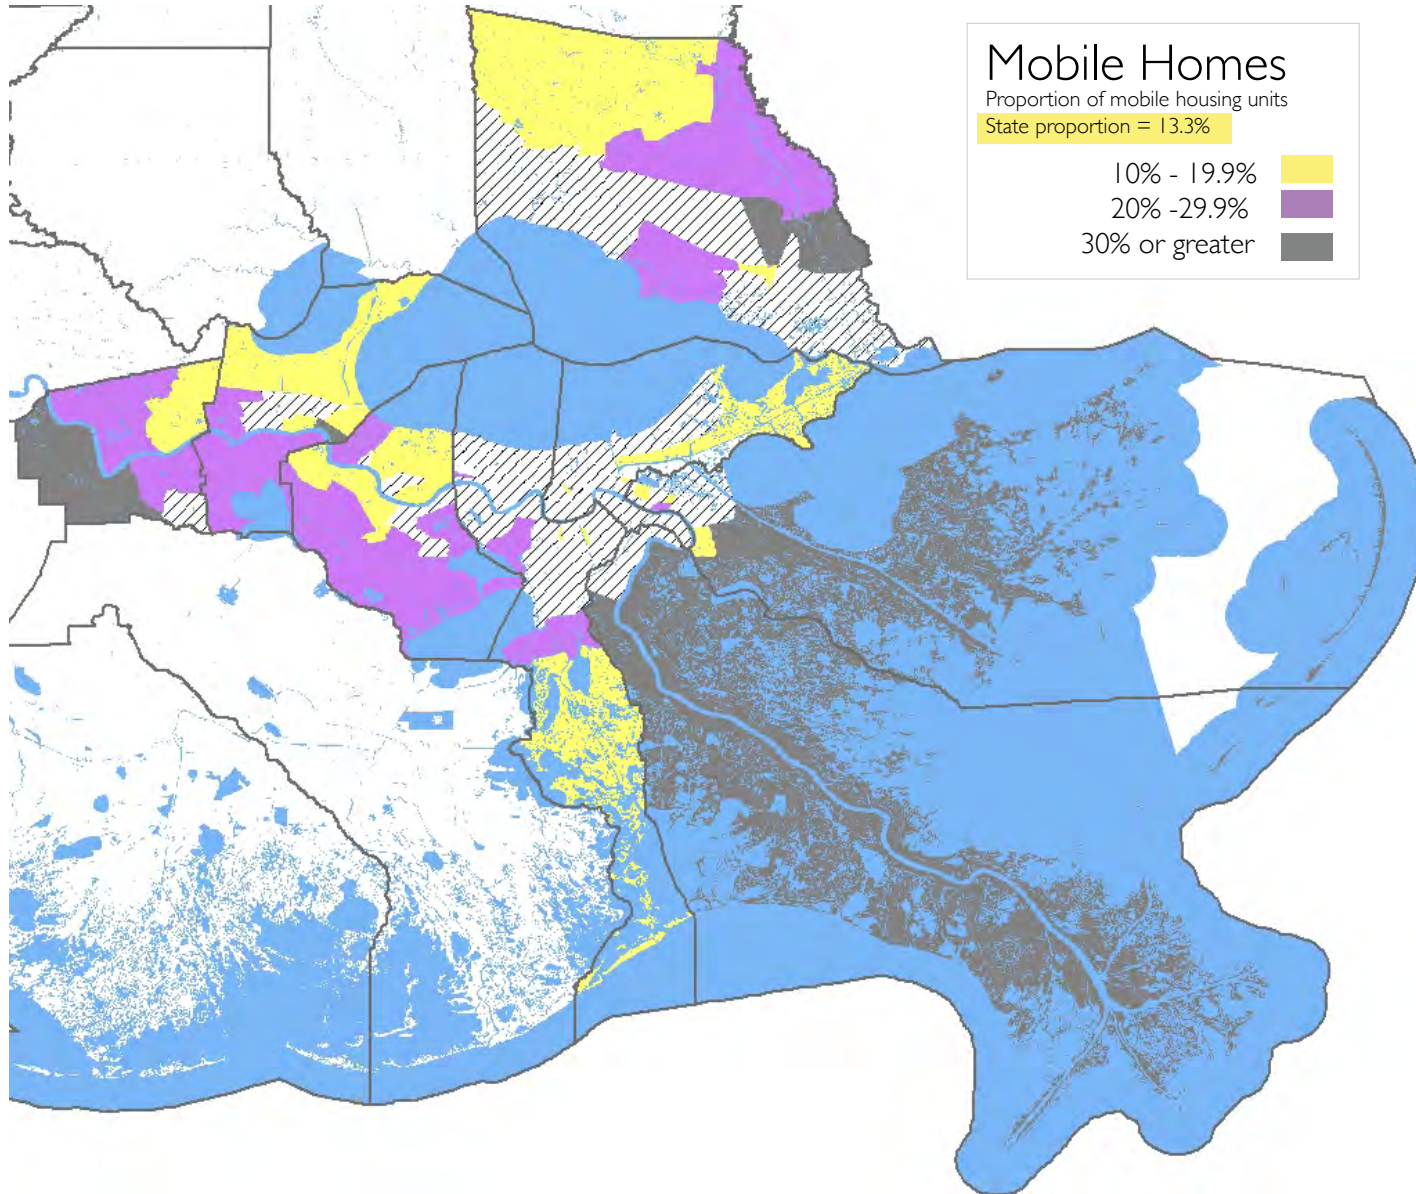 Mobile Homes
Proportion of mobile housing units
State proportion = 13.3%
10% - 19.9%
20% -29.9%
30% or greater